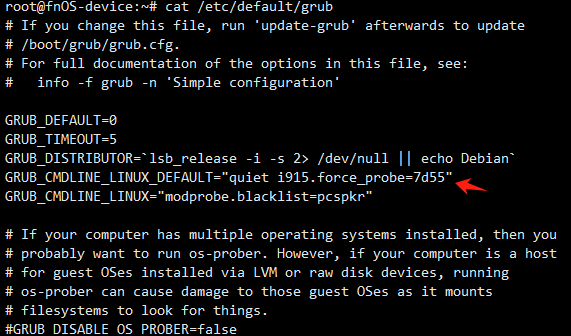 root@fnOS-device:~# cat /etc/default/grub
# If you change this file, run 'update-grub' afterwards to update
# /boot/grub/grub.cfg.
# For full documentation of the options in this file, see:
#   info -f grub -n 'Simple configuration'

GRUB_DEFAULT=0
GRUB_TIMEOUT=5
GRUB_DISTRIBUTOR=`lsb_release -i -s 2> /dev/null || echo Debian`
GRUB_CMDLINE_LINUX_DEFAULT="quiet i915.force_probe=7d55"
GRUB_CMDLINE_LINUX="modprobe.blacklist=pcspkr"

# If your computer has multiple operating systems installed, then you
# probably want to run os-prober. However, if your computer is a host
# for guest OSes installed via LVM or raw disk devices, running
# os-prober can cause damage to those guest OSes as it mounts
# filesystems to look for things.
#GRUB_DISABLE_OS_PROBER=false